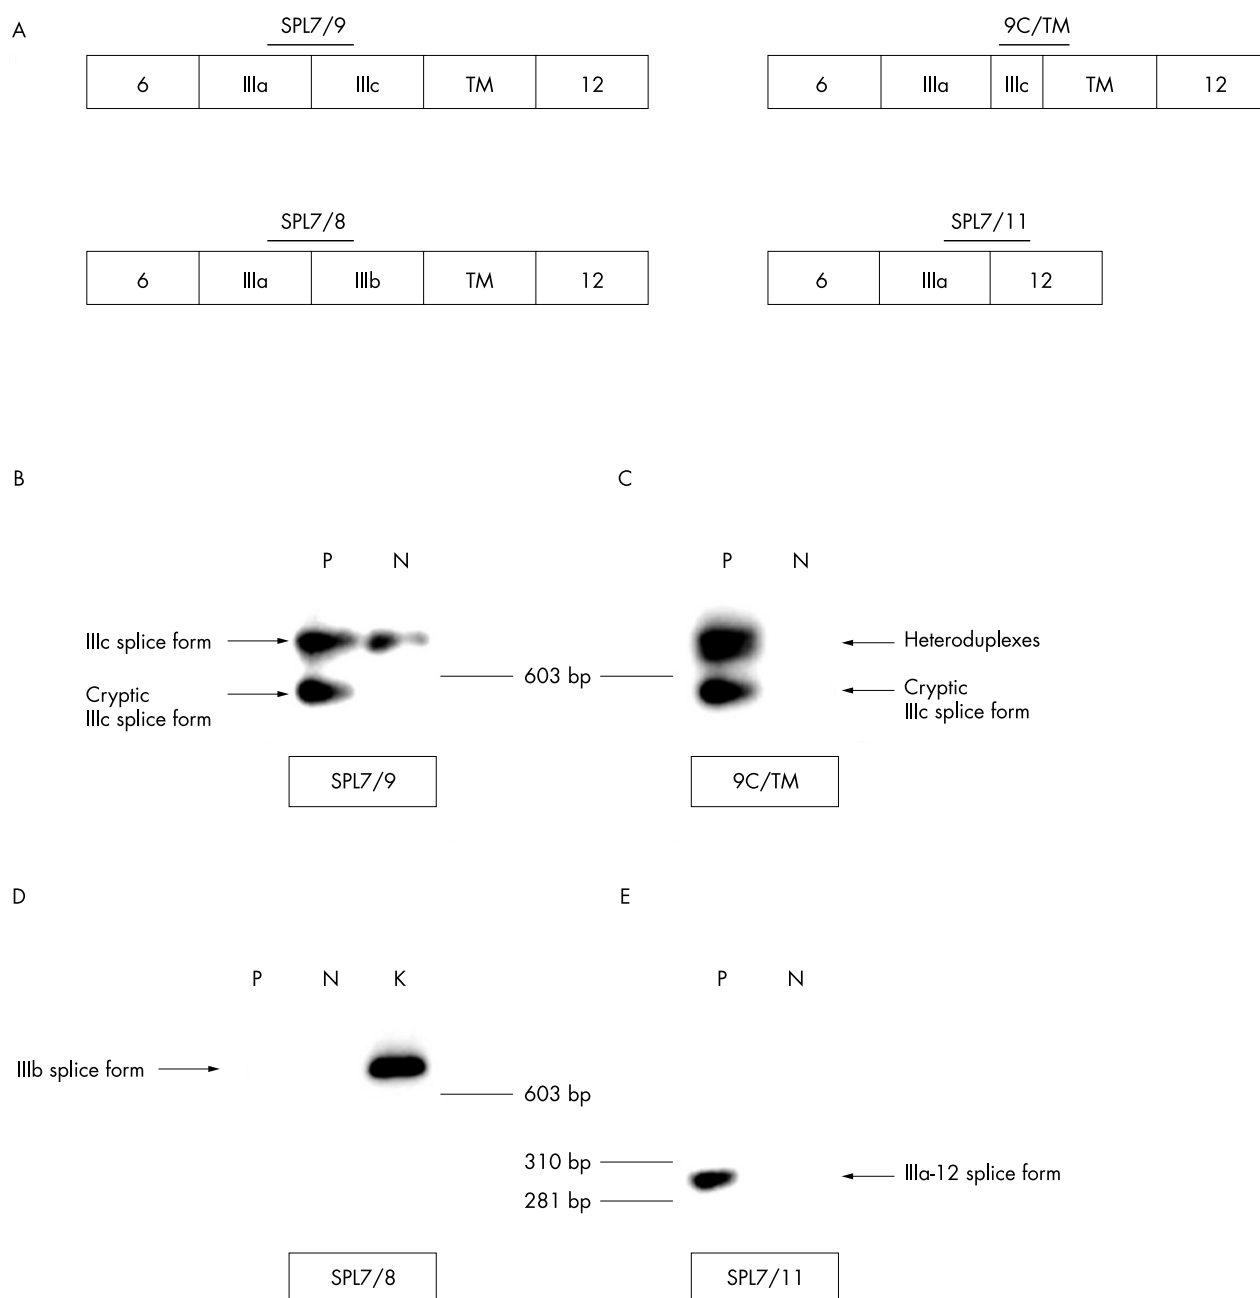 A
SPL7/9
6 IIIa IIIc TM 12
9C/TM
6 IIIa IIIc TM 12
SPL7/8
6 IIIa IIIb TM 12
SPL7/11
6 IIIa 12
B
P N
IIIc splice form
Cryptic
IIIc splice form
603 bp
SPL7/9
C
P N
Heteroduplexes
Cryptic
IIIc splice form
9C/TM
D
P N K
IIIb splice form
603 bp
SPL7/8
E
P N
310 bp
281 bp
IIIa-12 splice form
SPL7/11